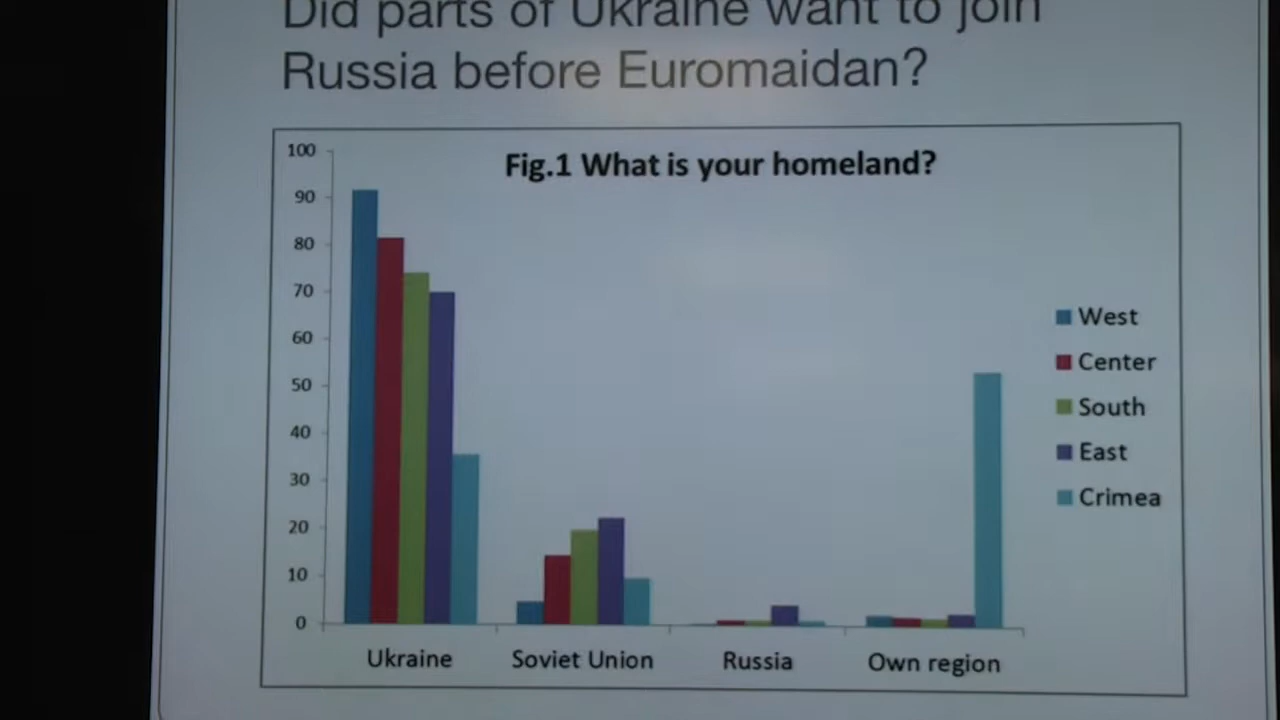 Did parts of Ukraine want to join
Russia before Euromaidan?
Fig.1 What is your homeland?
100
90
80
70
60
50
40
30
20
10
0
Ukraine
Soviet Union
Russia
Own region
West
Center
South
East
Crimea